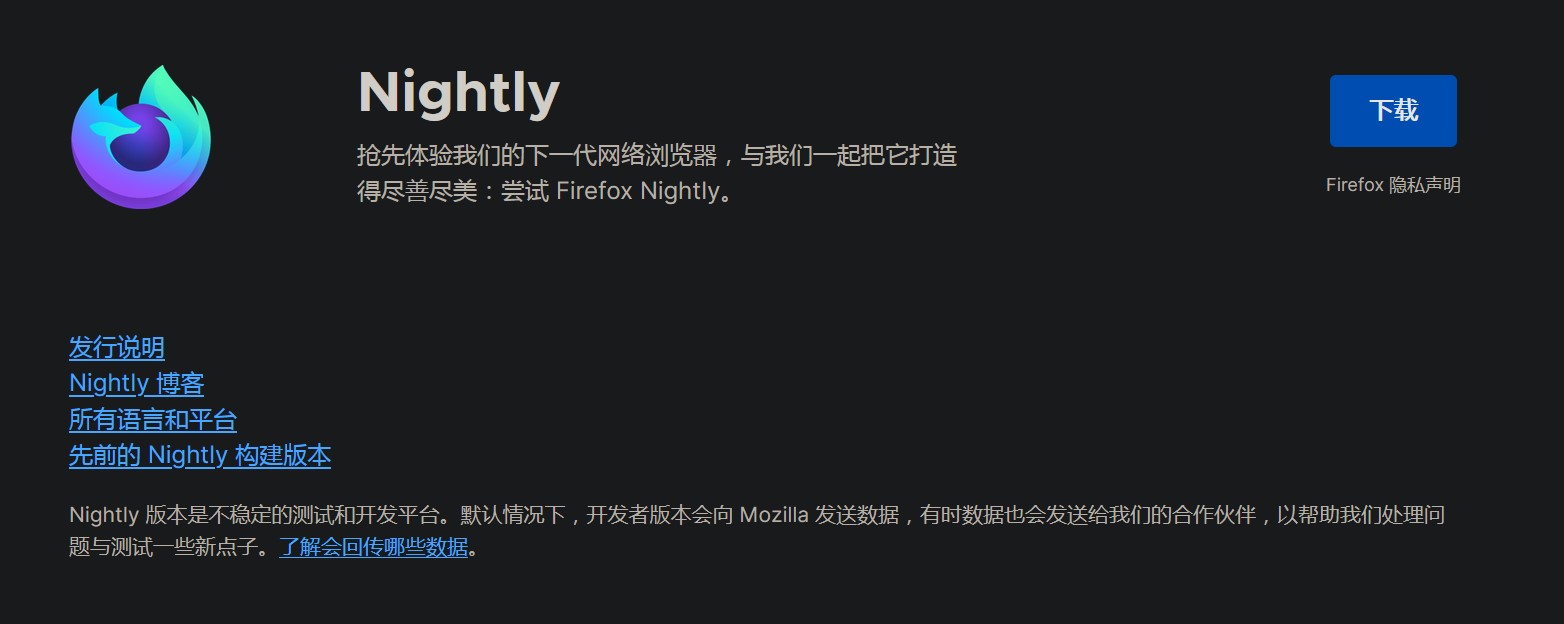 Nightly
抢先体验我们的下一代网络浏览器，与我们一起把它打造
得尽善尽美：尝试 Firefox Nightly。
下载
Firefox 隐私声明
发行说明
Nightly 博客
所有语言和平台
先前的 Nightly 构建版本
Nightly 版本是不稳定的测试和开发平台。默认情况下，开发者版本会向 Mozilla 发送数据，有时数据也会发送给我们的合作伙伴，以帮助我们处理问
题与测试一些新点子。了解会回传哪些数据。